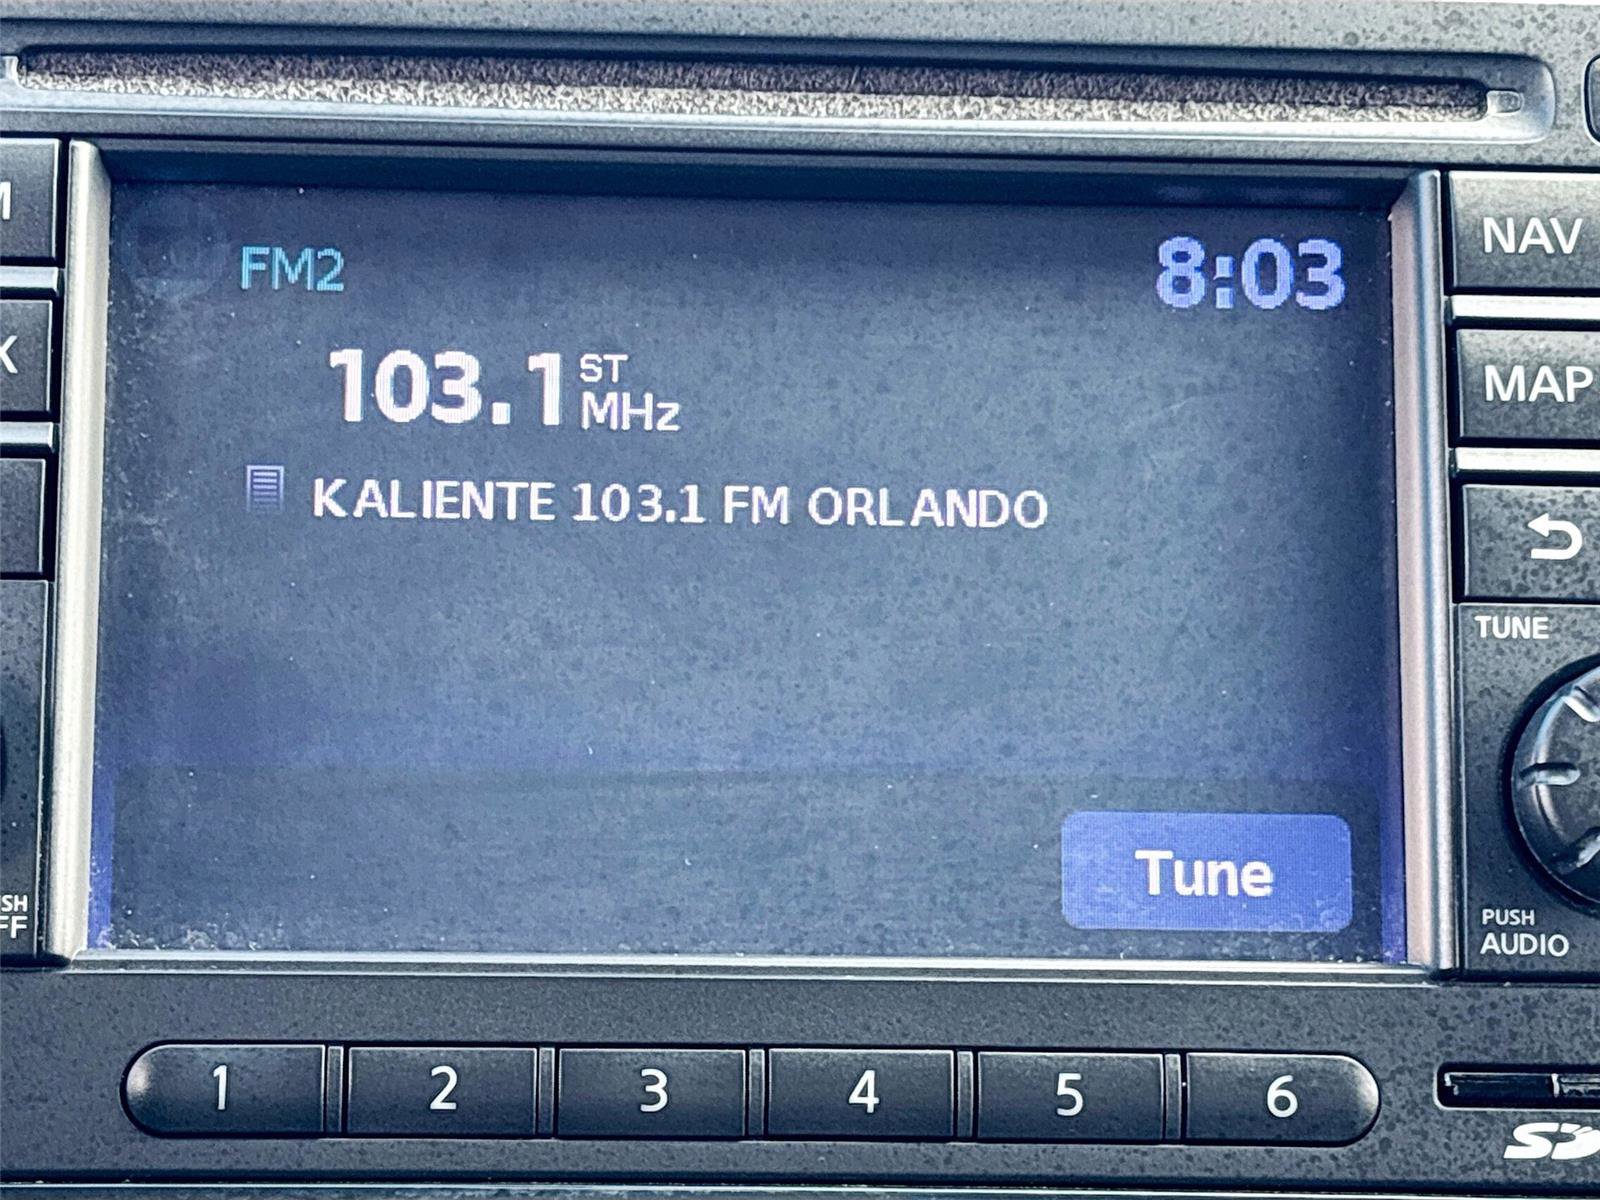 FM2
8:03
103.1 ST MHz
KALIENTE 103.1 FM ORLANDO
Tune
NAV
MAP
TUNE
PUSH
AUDIO
1 2 3 4 5 6